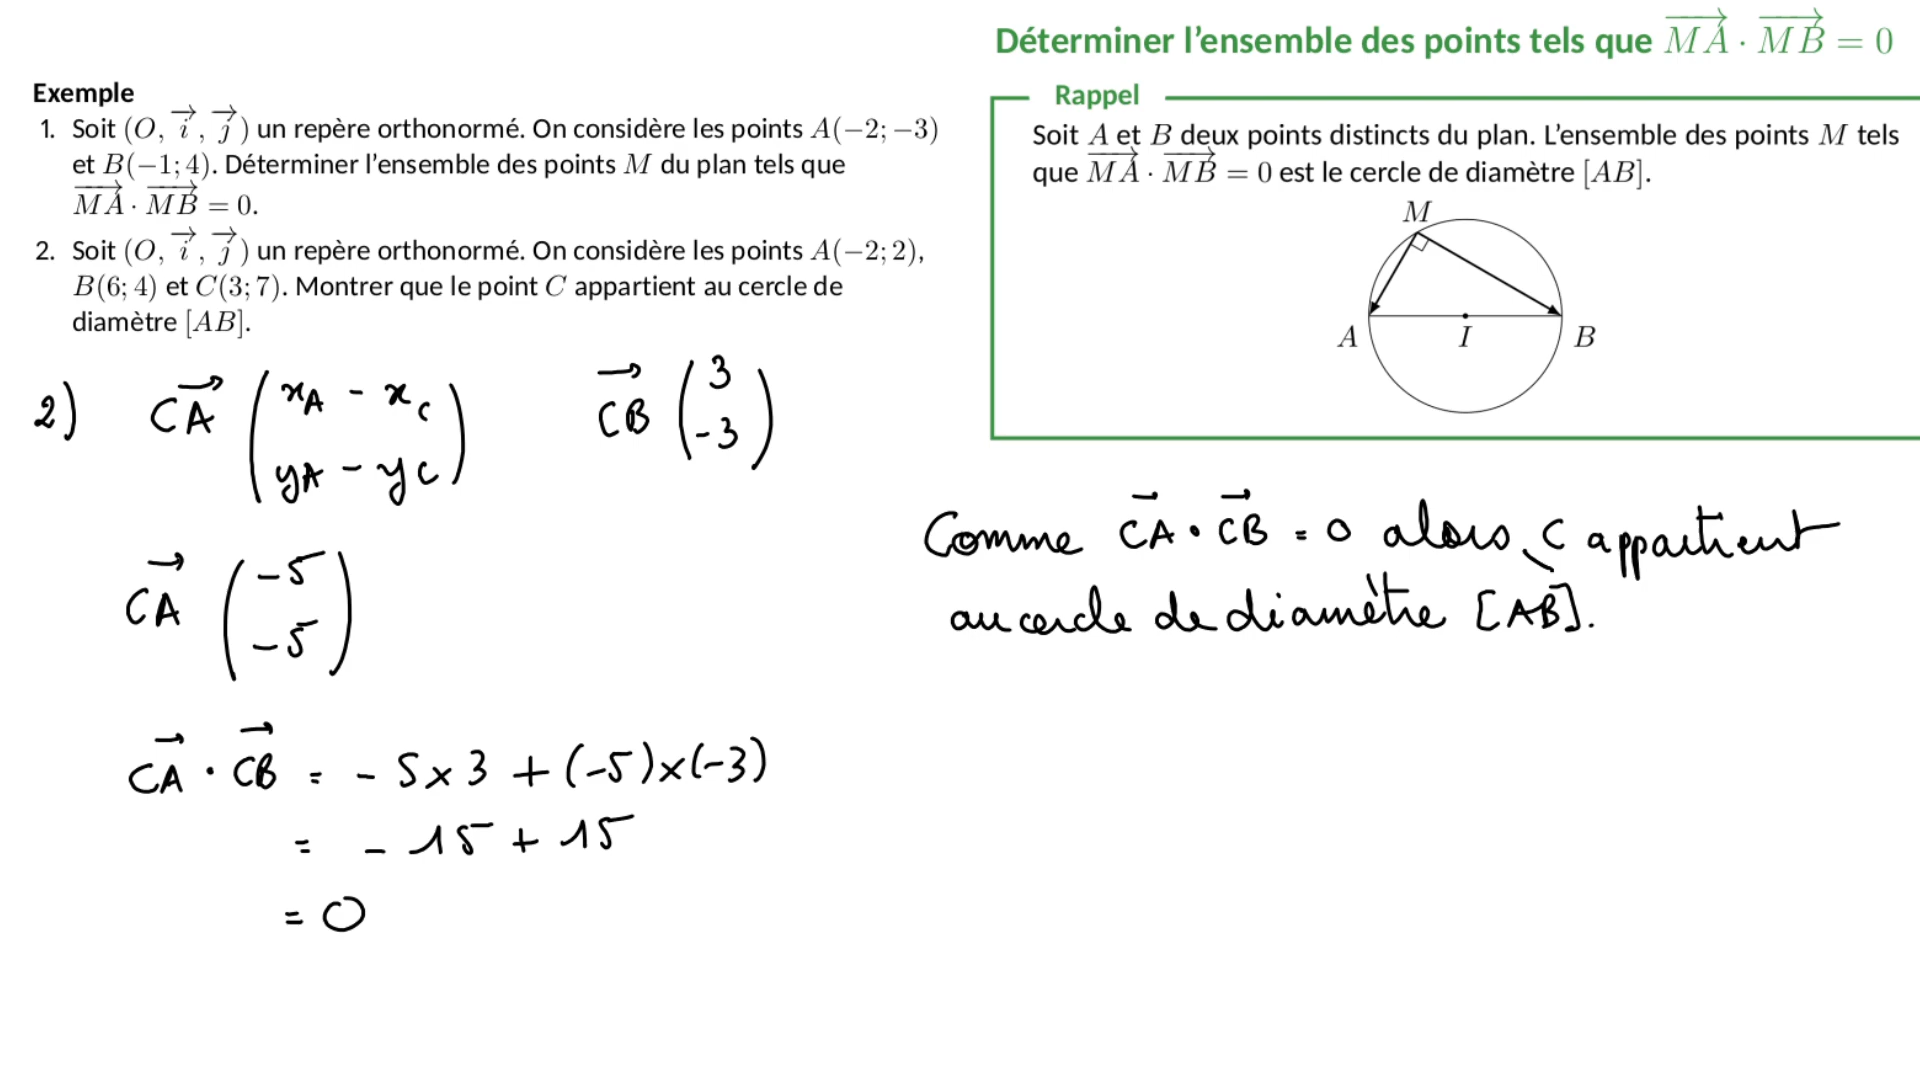 Déterminer l'ensemble des points tels que $\overrightarrow{MA} \cdot \overrightarrow{MB} = 0$
Exemple
1. Soit $(O, \overrightarrow{i}, \overrightarrow{j})$ un repère orthonormé. On considère les points $A(-2; -3)$
et $B(-1; 4)$. Déterminer l'ensemble des points $M$ du plan tels que
$\overrightarrow{MA} \cdot \overrightarrow{MB} = 0$.
2. Soit $(O, \overrightarrow{i}, \overrightarrow{j})$ un repère orthonormé. On considère les points $A(-2; 2)$,
$B(6; 4)$ et $C(3; 7)$. Montrer que le point $C$ appartient au cercle de
diamètre $[AB]$.
Rappel
Soit $A$ et $B$ deux points distincts du plan. L'ensemble des points $M$ tels
que $\overrightarrow{MA} \cdot \overrightarrow{MB} = 0$ est le cercle de diamètre $[AB]$.
M
A I B
2) $\overrightarrow{CA} \begin{pmatrix} x_A - x_C \\ y_A - y_C \end{pmatrix}$ $\overrightarrow{CB} \begin{pmatrix} 3 \\ -3 \end{pmatrix}$
$\overrightarrow{CA} \begin{pmatrix} -5 \\ -5 \end{pmatrix}$
$\overrightarrow{CA} \cdot \overrightarrow{CB} = -5 \times 3 + (-5) \times (-3)$
$= -15 + 15$
$= 0$
Comme $\overrightarrow{CA} \cdot \overrightarrow{CB} = 0$ alors C appartient
au cercle de diamètre [AB].